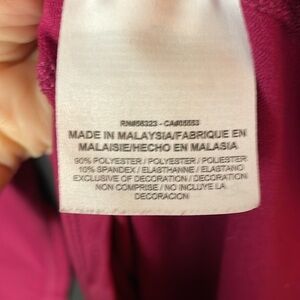 RN#56323 - CA#05553
MADE IN MALAYSIA/FABRIQUE EN
MALAISIE/HECHO EN MALASIA
90% POLYESTER / POLYESTER / POLIESTER
10% SPANDEX / ELASTHANNE / ELASTANO
EXCLUSIVE OF DECORATION / DECORATION
NON COMPRISE / NO INCLUYE LA
DECORACION